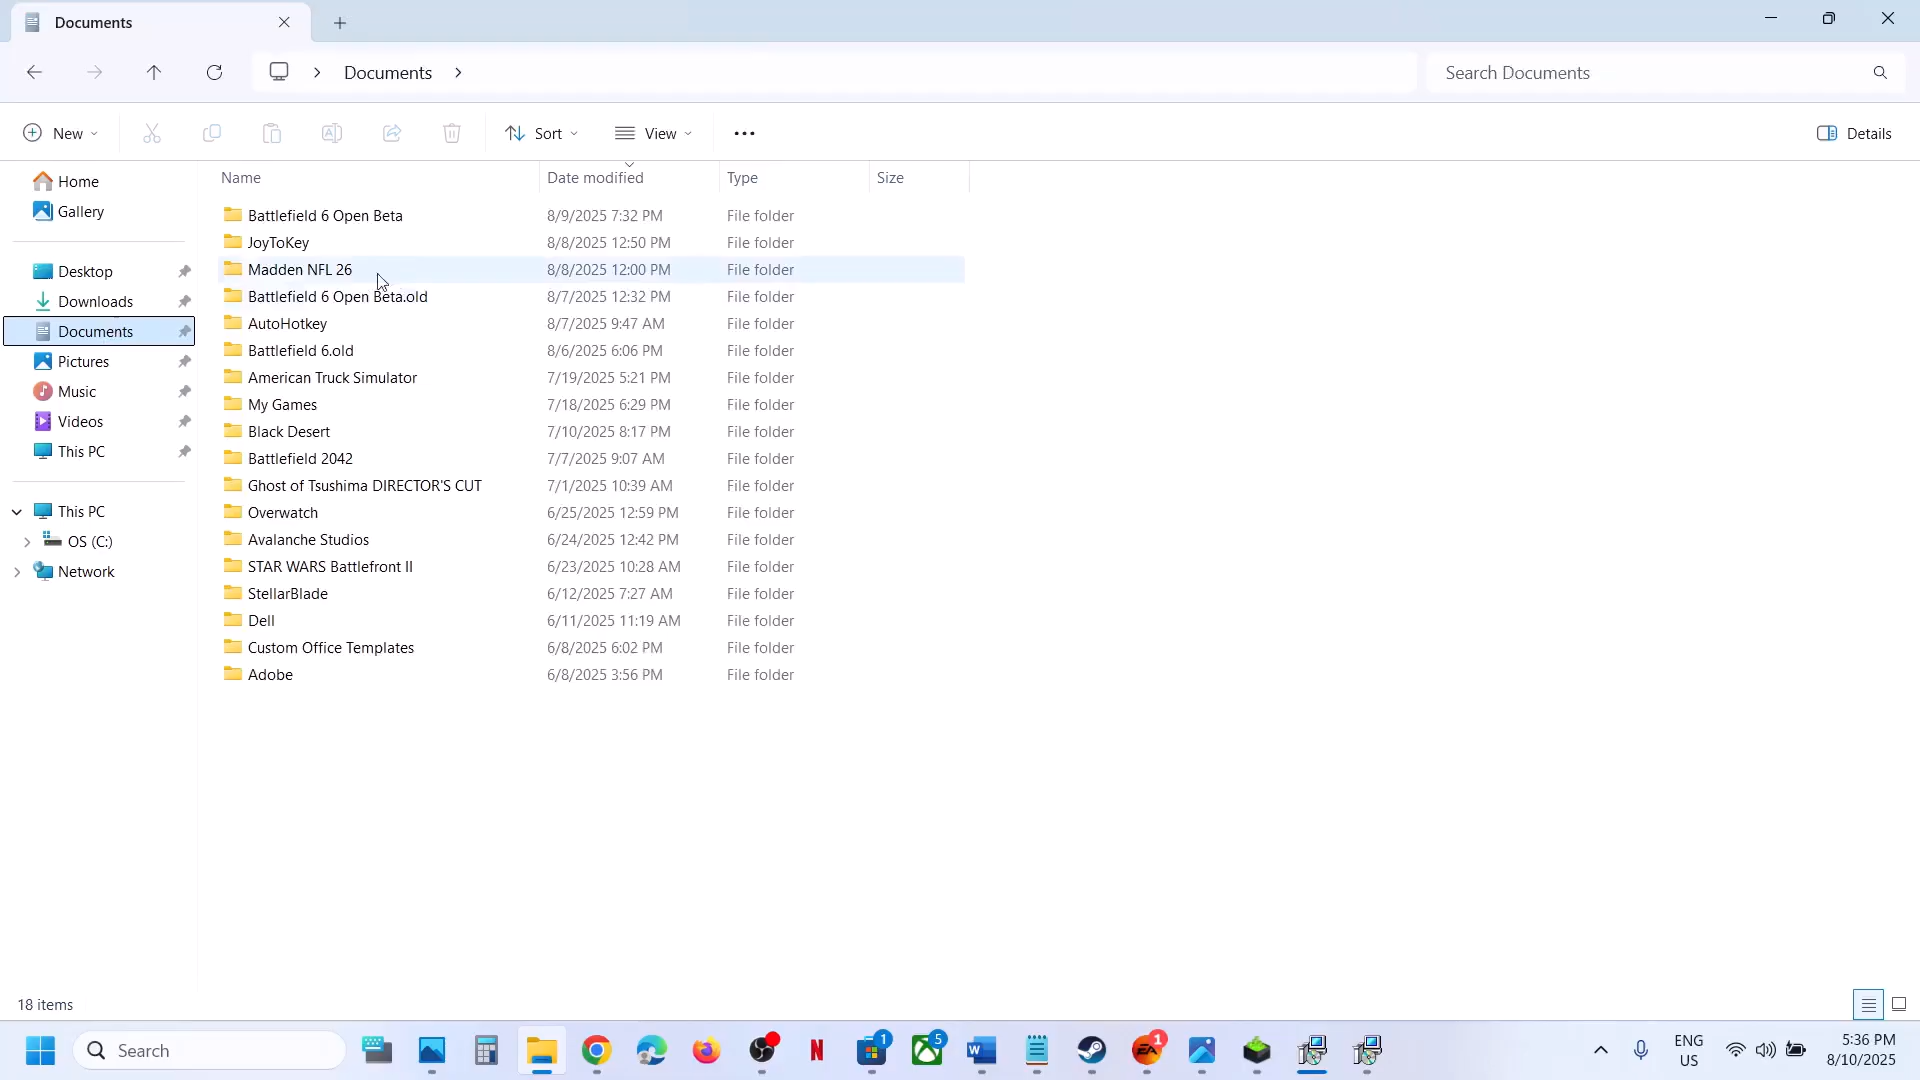 Documents
Documents
Search Documents
New
Sort
View
Details
Name Date modified Type Size
Home
Gallery
Desktop
Downloads
Documents
Pictures
Music
Videos
This PC
This PC
OS (C:)
Network
Battlefield 6 Open Beta 8/9/2025 7:32 PM File folder
JoyToKey 8/8/2025 12:50 PM File folder
Madden NFL 26 8/8/2025 12:00 PM File folder
Battlefield 6 Open Beta.old 8/7/2025 12:32 PM File folder
AutoHotkey 8/7/2025 9:47 AM File folder
Battlefield 6.old 8/6/2025 6:06 PM File folder
American Truck Simulator 7/19/2025 5:21 PM File folder
My Games 7/18/2025 6:29 PM File folder
Black Desert 7/10/2025 8:17 PM File folder
Battlefield 2042 7/7/2025 9:07 AM File folder
Ghost of Tsushima DIRECTOR'S CUT 7/1/2025 10:39 AM File folder
Overwatch 6/25/2025 12:59 PM File folder
Avalanche Studios 6/24/2025 12:42 PM File folder
STAR WARS Battlefront II 6/23/2025 10:28 AM File folder
StellarBlade 6/12/2025 7:27 AM File folder
Dell 6/11/2025 11:19 AM File folder
Custom Office Templates 6/8/2025 6:02 PM File folder
Adobe 6/8/2025 3:56 PM File folder
18 items
Search
N
1
5
W
EA
1
ENG
US
5:36 PM
8/10/2025